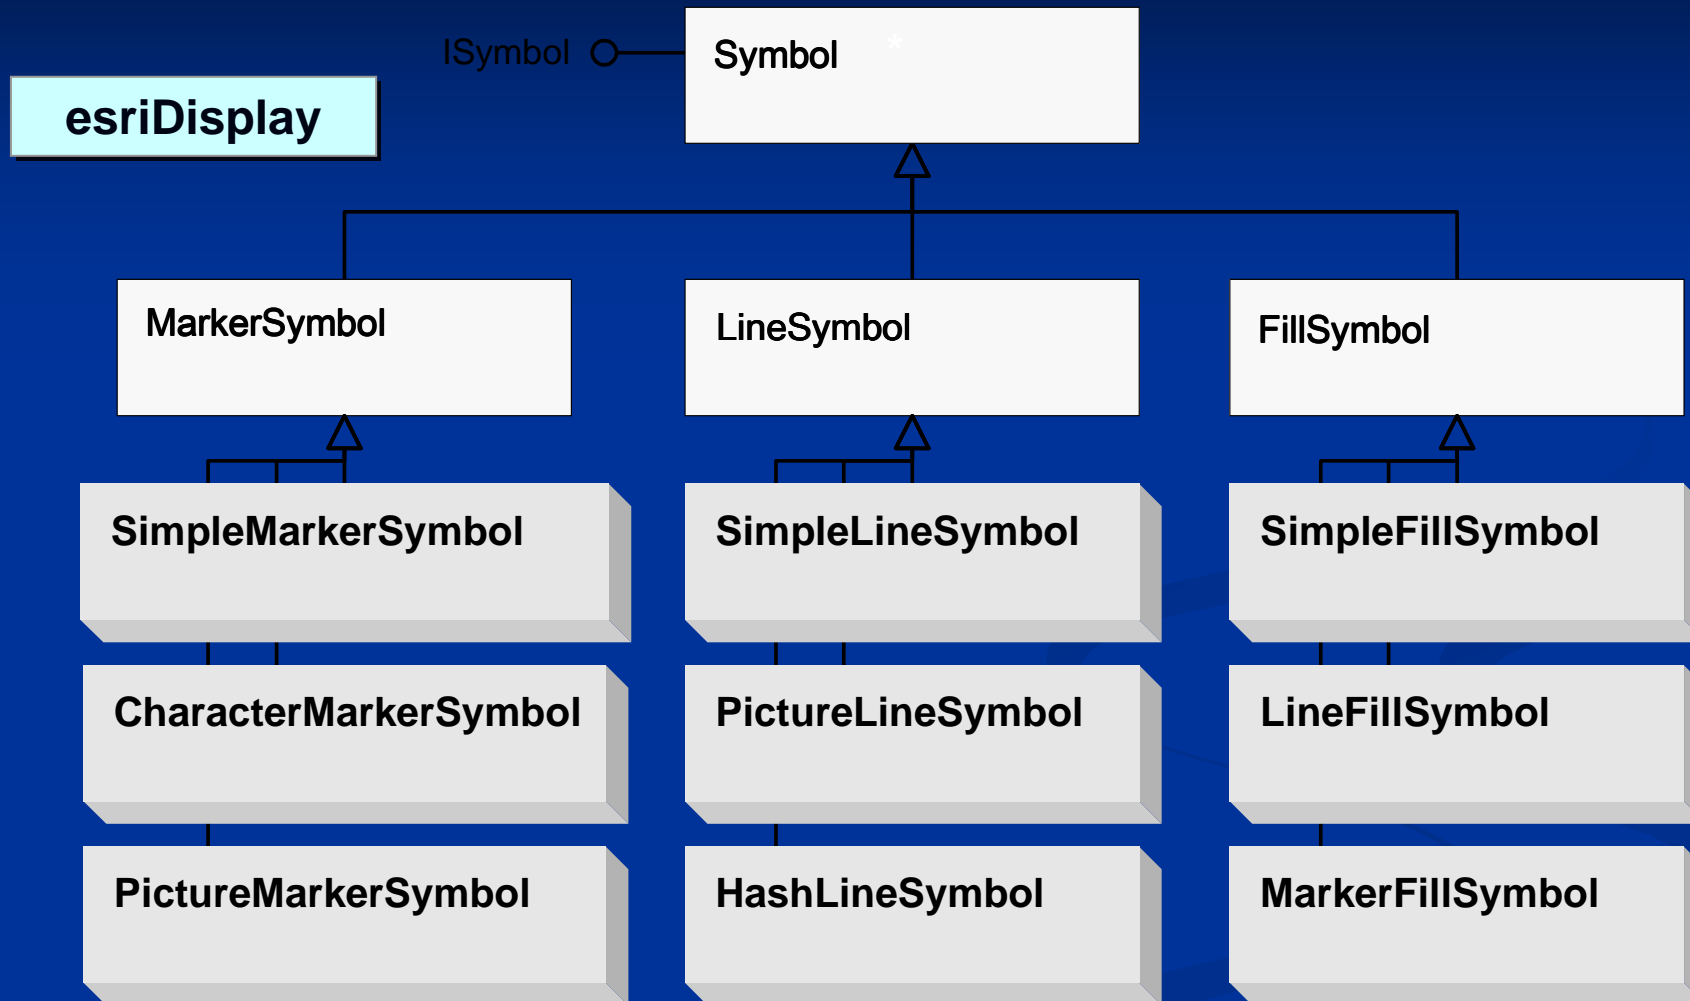 ISymbol
Symbol *
esriDisplay
MarkerSymbol
LineSymbol
FillSymbol
SimpleMarkerSymbol
SimpleLineSymbol
SimpleFillSymbol
CharacterMarkerSymbol
PictureLineSymbol
LineFillSymbol
PictureMarkerSymbol
HashLineSymbol
MarkerFillSymbol